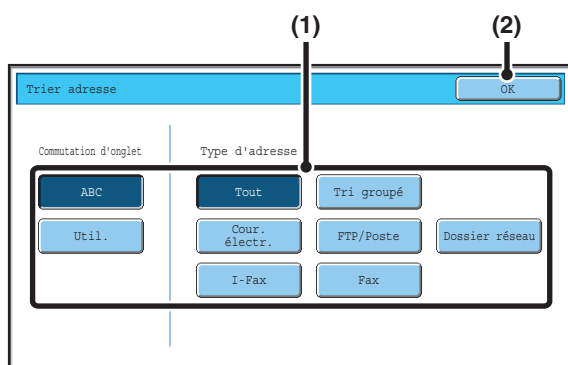 (1) (2)
Trier adresse OK
Commutation d'onglet Type d'adresse
ABC Tout Tri groupé
Util. Cour.
électr. FTP/Poste Dossier réseau
I-Fax Fax